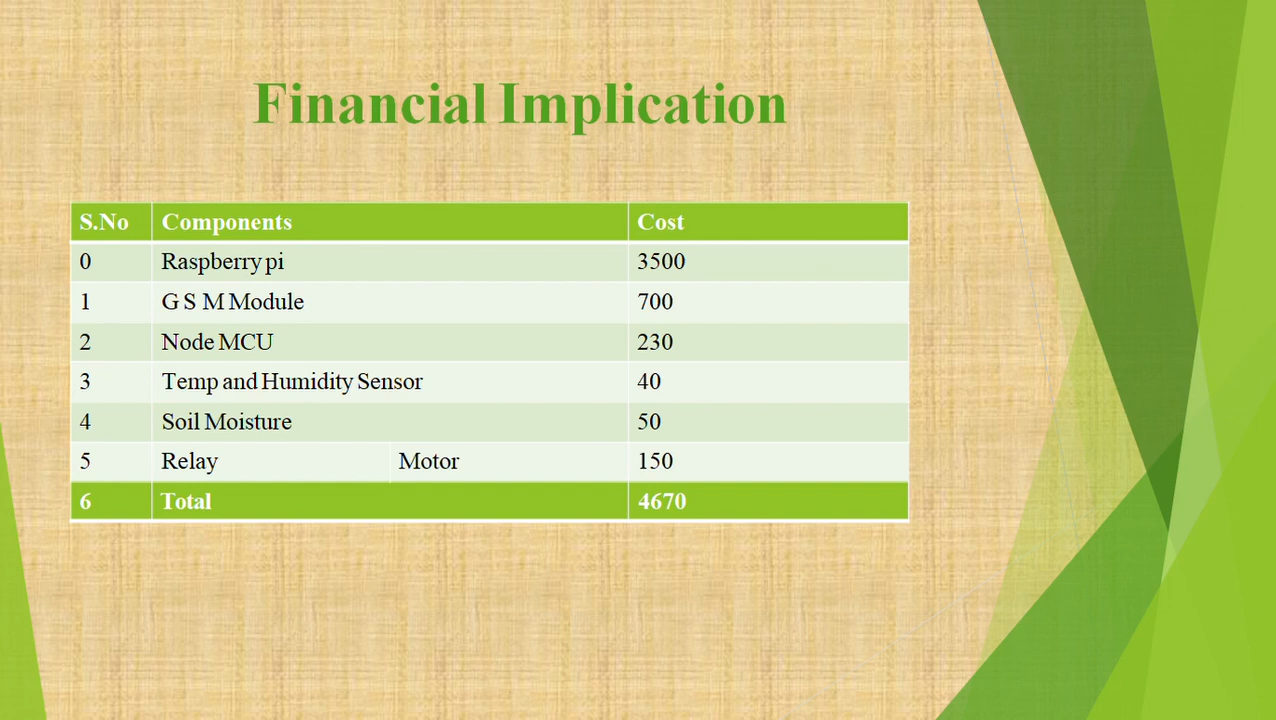 Financial Implication
S.No Components Cost
0 Raspberry pi 3500
1 G S M Module 700
2 Node MCU 230
3 Temp and Humidity Sensor 40
4 Soil Moisture 50
5 Relay Motor 150
6 Total 4670